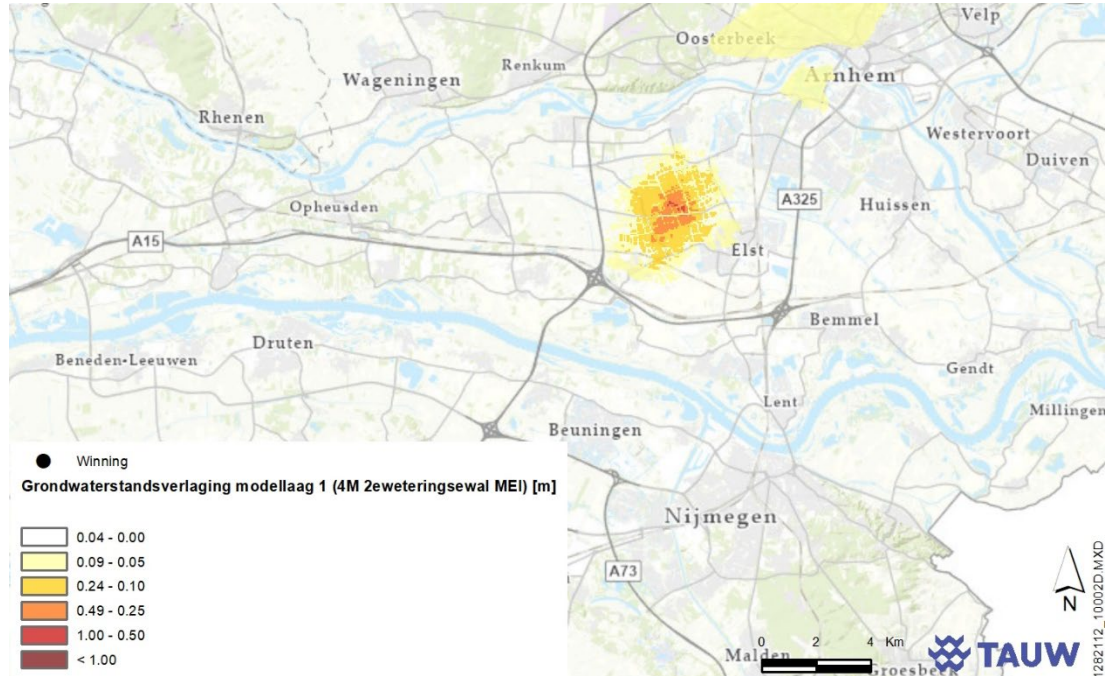 Velp
Oosterbeek
Renkum
Wageningen
Arnhem
Rhenen
Westervoort
Duiven
A325
Huissen
Opheusden
A15
Elst
Bemmel
Druten
Beneden-Leeuwen
Gendt
Lent
Millingen
Beuningen
Winning
Grondwaterstandsverlaging modellaag 1 (4M 2eweteringsewal MEI) [m]
Nijmegen
0.04 - 0.00
0.09 - 0.05
0.24 - 0.10
0.49 - 0.25
1.00 - 0.50
< 1.00
A73
N
0 2 4 Km
Malden
Groesbeek
TAUW
1282112_10002D.MXD